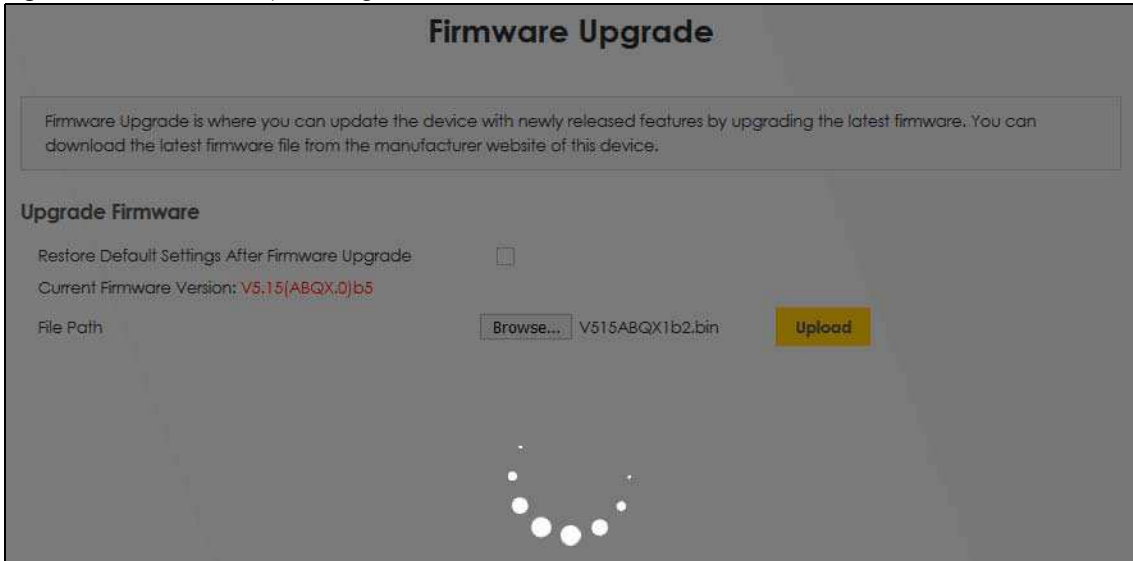 Firmware Upgrade
Firmware Upgrade is where you can update the device with newly released features by upgrading the latest firmware. You can
download the latest firmware file from the manufacturer website of this device.
Upgrade Firmware
Restore Default Settings After Firmware Upgrade
Current Firmware Version: V5.15(ABQX.0)b5
File Path Browse... V515ABQX1b2.bin Upload